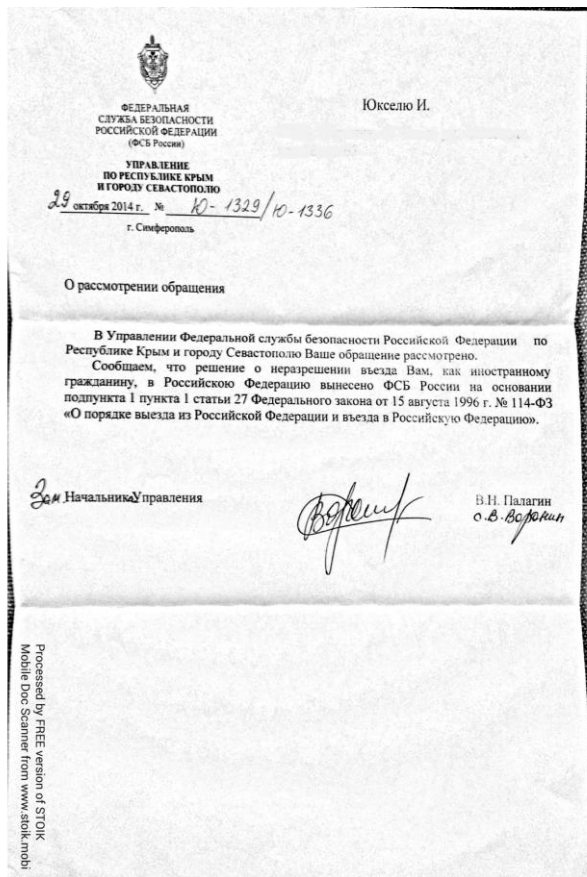 ФЕДЕРАЛЬНАЯ
СЛУЖБА БЕЗОПАСНОСТИ
РОССИЙСКОЙ ФЕДЕРАЦИИ
(ФСБ России)
УПРАВЛЕНИЕ
ПО РЕСПУБЛИКЕ КРЫМ
И ГОРОДУ СЕВАСТОПОЛЮ
29 октября 2014 г. № Ю-1329/Ю-1336
г. Симферополь
Юкселю И.
О рассмотрении обращения
В Управлении Федеральной службы безопасности Российской Федерации по
Республике Крым и городу Севастополю Ваше обращение рассмотрено.
Сообщаем, что решение о неразрешении въезда Вам, как иностранному
гражданину, в Российскою Федерацию вынесено ФСБ России на основании
подпункта 1 пункта 1 статьи 27 Федерального закона от 15 августа 1996 г. № 114-ФЗ
«О порядке выезда из Российской Федерации и въезда в Российскую Федерацию».
Зам. Начальника Управления
В.Н. Палагин
О.В. Воронин
Processed by FREE version of STOIK
Mobile Doc Scanner from www.stoik.mobi